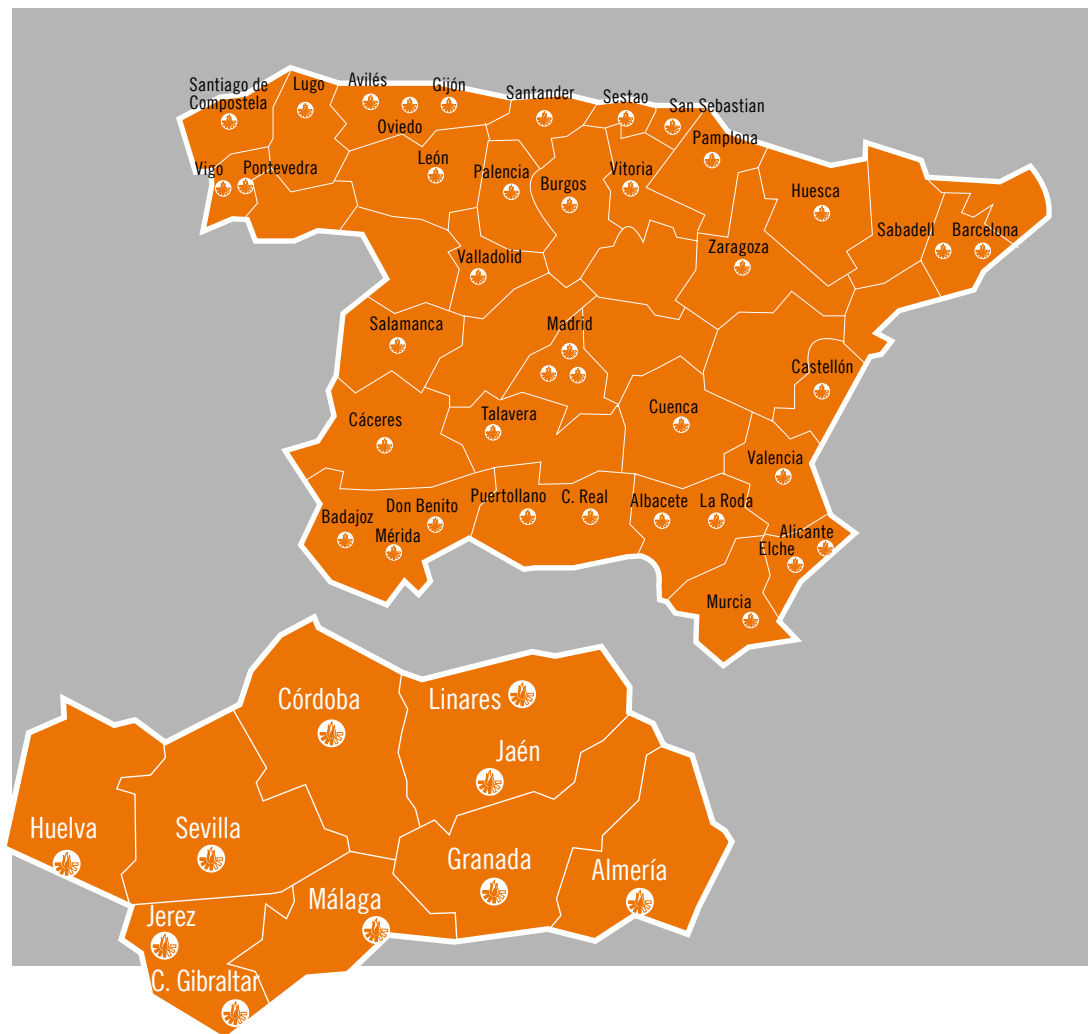 Santiago de
Compostela
Lugo
Avilés
Gijón
Oviedo
Santander
Sestao
San Sebastian
Pamplona
Vigo
Pontevedra
León
Palencia
Burgos
Vitoria
Huesca
Sabadell
Barcelona
Zaragoza
Valladolid
Salamanca
Madrid
Castellón
Cáceres
Talavera
Cuenca
Valencia
Badajoz
Don Benito
Mérida
Puertollano
C. Real
Albacete
La Roda
Alicante
Elche
Murcia
Córdoba
Linares
Jaén
Huelva
Sevilla
Granada
Almería
Málaga
Jerez
C. Gibraltar